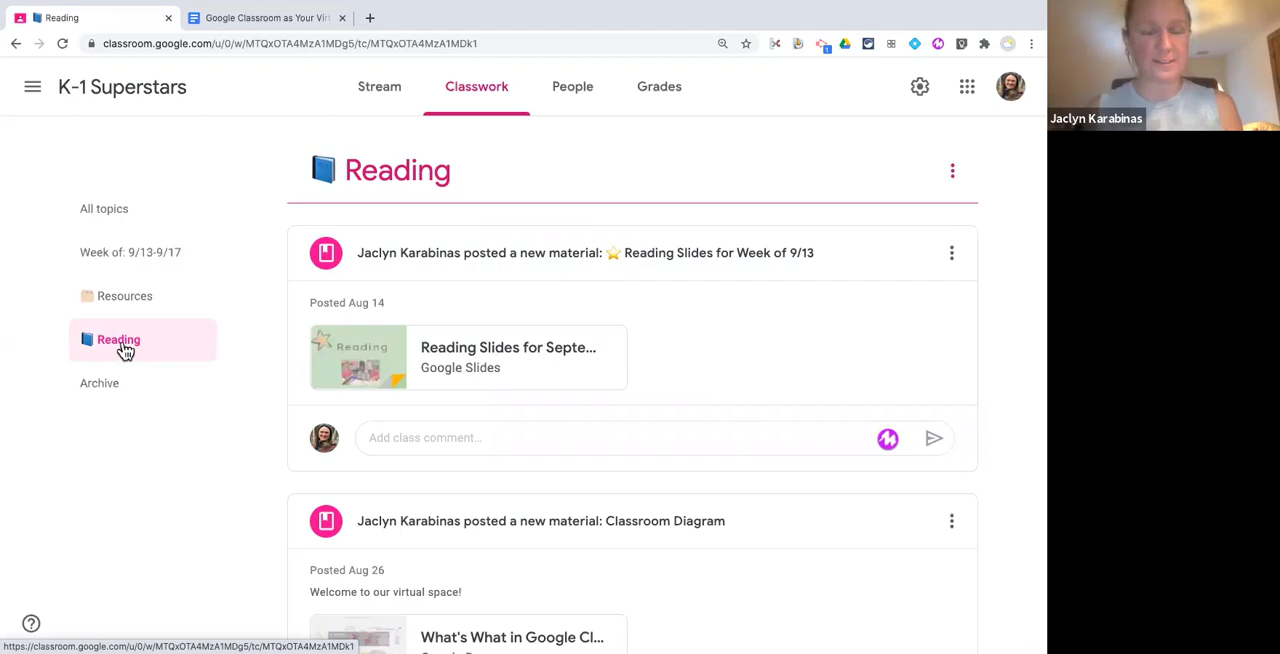 Reading
Google Classroom as Your Virt
classroom.google.com/u/0/w/MTQxOTA4MzA1MDg5/tc/MTQxOTA4MzA1MDk1
1
K-1 Superstars
Stream
Classwork
People
Grades
Jaclyn Karabinas
Reading
All topics
Week of: 9/13-9/17
Resources
Reading
Archive
Jaclyn Karabinas posted a new material: ⭐ Reading Slides for Week of 9/13
Posted Aug 14
Reading
Reading Slides for Septe...
Google Slides
Add class comment...
Jaclyn Karabinas posted a new material: Classroom Diagram
Posted Aug 26
Welcome to our virtual space!
What's What in Google Cl...
https://classroom.google.com/u/0/w/MTQxOTA4MzA1MDg5/tc/MTQxOTA4MzA1MDk1